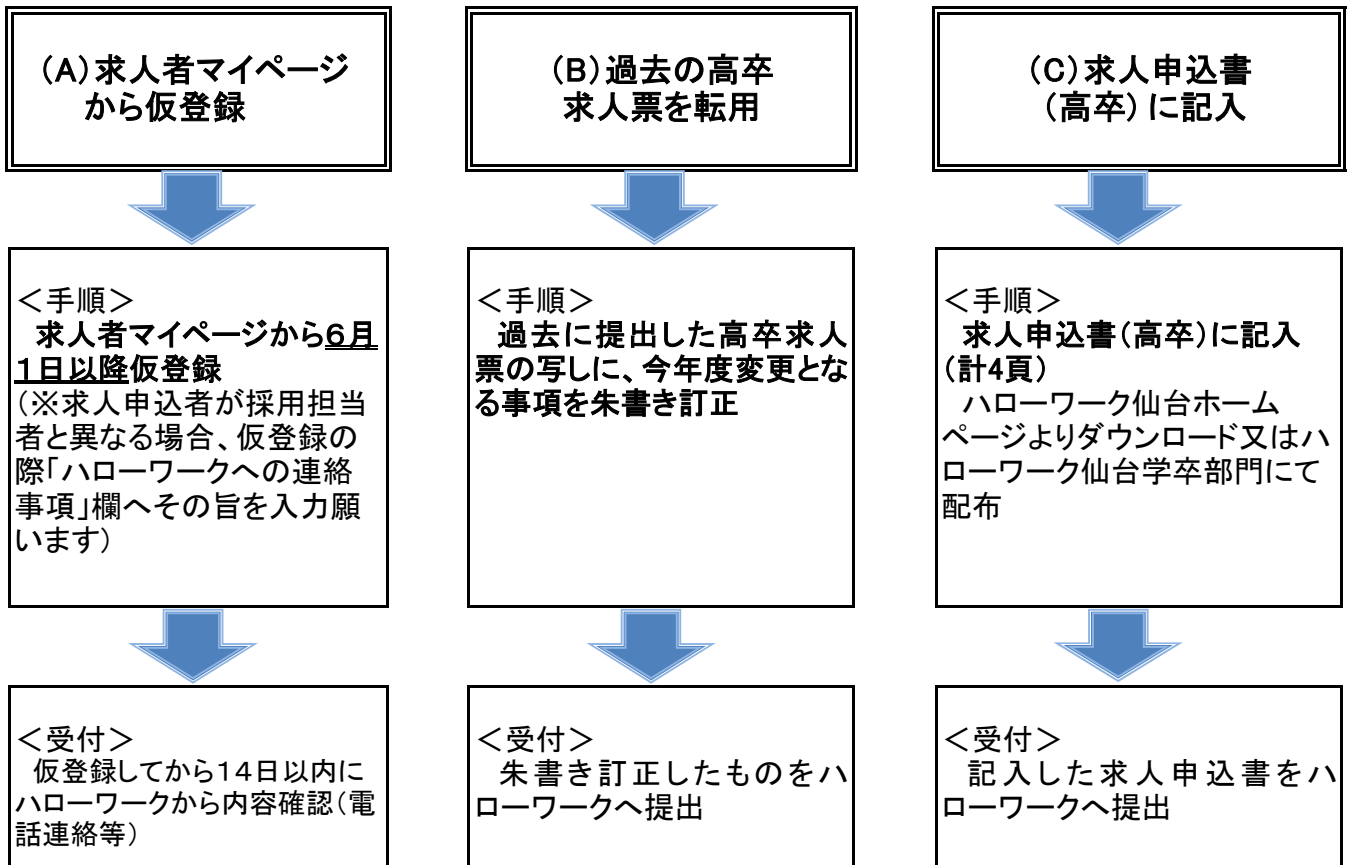 (A)求人者マイページ
から仮登録
(B)過去の高卒
求人票を転用
(C)求人申込書
(高卒)に記入
<手順>
求人者マイページから６月
１日以降仮登録
(※求人申込者が採用担当
者と異なる場合、仮登録の
際「ハローワークへの連絡
事項」欄へその旨を入力願
います)
<手順>
過去に提出した高卒求人
票の写しに、今年度変更とな
る事項を朱書き訂正
<手順>
求人申込書(高卒)に記入
(計4頁)
ハローワーク仙台ホーム
ページよりダウンロード又はハ
ローワーク仙台学卒部門にて
配布
<受付>
仮登録してから１４日以内に
ハローワークから内容確認(電
話連絡等)
<受付>
朱書き訂正したものをハ
ローワークへ提出
<受付>
記入した求人申込書をハ
ローワークへ提出